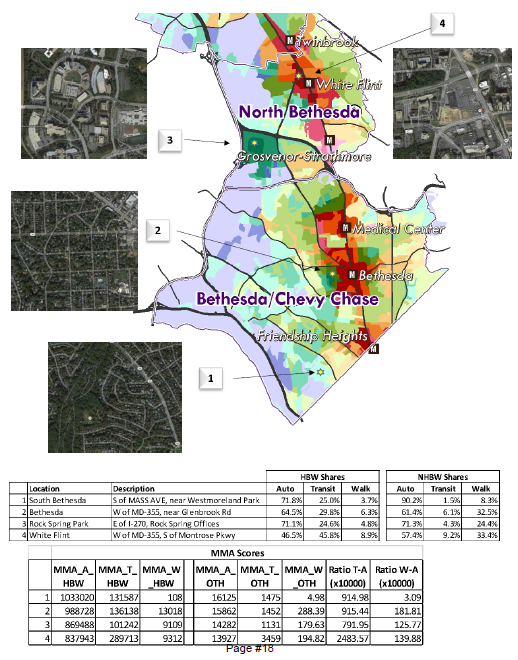 4
Twinbrook
White Flint
North Bethesda
3
Grosvenor-Strathmore
2
Medical Center
Bethesda
Bethesda/Chevy Chase
Friendship Heights
1
HBW Shares NHBW Shares
Location Description Auto Transit Walk Auto Transit Walk
1 South Bethesda S of MASS AVE, near Westmoreland Park 71.8% 25.0% 3.7% 90.2% 1.5% 8.3%
2 Bethesda W of MD-355, near Glenbrook Rd 64.5% 29.8% 6.3% 61.4% 6.1% 32.5%
3 Rock Spring Park E of I-270, Rock Spring Offices 71.1% 24.6% 4.8% 71.3% 4.3% 24.4%
4 White Flint W of MD-355, S of Montrose Pkwy 46.5% 45.8% 8.9% 57.4% 9.2% 33.4%
MMA Scores
MMA_A_ MMA_T_ MMA_W_ MMA_A_ MMA_T_ MMA_W_ Ratio T-A Ratio W-A
HBW HBW HBW OTH OTH OTH (x10000) (x10000)
1 1033020 131587 108 16125 1475 4.98 914.98 3.09
2 988728 136138 13018 15862 1452 288.39 915.44 181.81
3 869488 101242 9109 14282 1131 179.63 791.95 125.77
4 837943 289713 9312 13927 3459 194.82 2483.57 139.88
Page #18